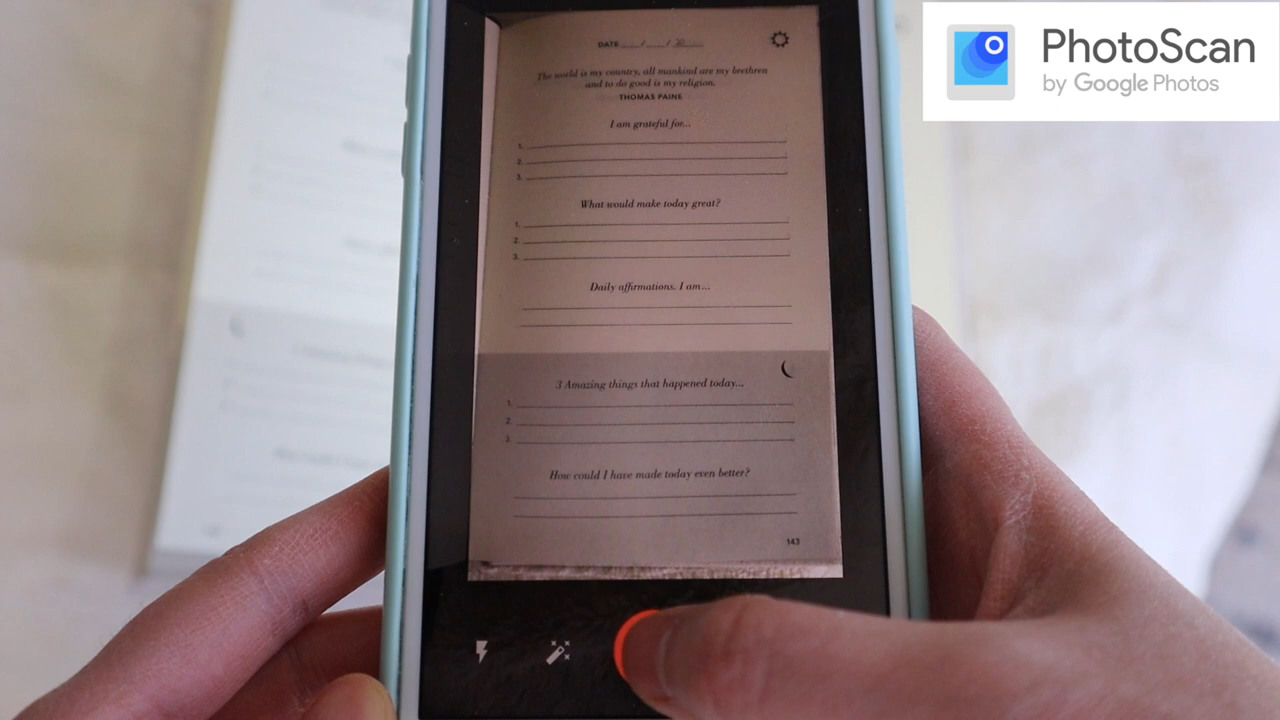 PhotoScan
by Google Photos
DATE __ / __ / 20__
The world is my country, all mankind are my brethren
and to do good is my religion.
THOMAS PAINE
I am grateful for...
1.
2.
3.
What would make today great?
1.
2.
3.
Daily affirmations. I am...
3 Amazing things that happened today...
1.
2.
3.
How could I have made today even better?
143